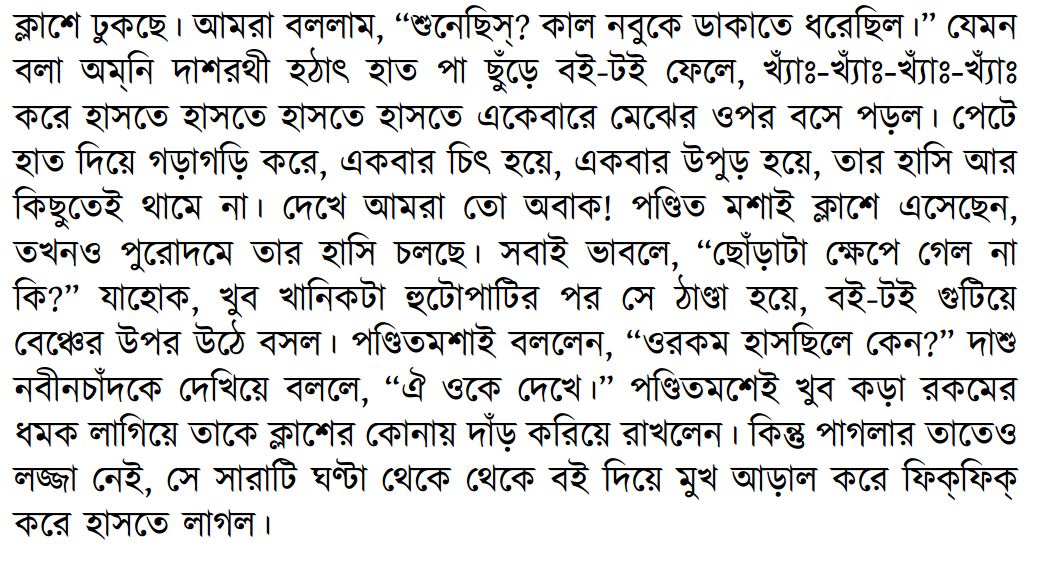 ক্লাশে ঢুকছে। আমরা বললাম, “শুনেছিস্? কাল নবুকে ডাকাতে ধরেছিল।” যেমন
বলা অম্‌নি দাশরথী হঠাৎ হাত পা ছুঁড়ে বই-টই ফেলে, খ্যাঁঃ-খ্যাঁঃ-খ্যাঁঃ-খ্যাঁঃ
করে হাসতে হাসতে হাসতে হাসতে একেবারে মেঝের ওপর বসে পড়ল। পেটে
হাত দিয়ে গড়াগড়ি করে, একবার চিৎ হয়ে, একবার উপুড় হয়ে, তার হাসি আর
কিছুতেই থামে না। দেখে আমরা তো অবাক! পণ্ডিত মশাই ক্লাশে এসেছেন,
তখনও পুরোদমে তার হাসি চলছে। সবাই ভাবলে, “ছোঁড়াটা ক্ষেপে গেল না
কি?” যাহোক, খুব খানিকটা হুটোপাটির পর সে ঠাণ্ডা হয়ে, বই-টই গুটিয়ে
বেঞ্চের উপর উঠে বসল। পণ্ডিতমশাই বললেন, “ওরকম হাসছিলে কেন?” দাশু
নবীনচাঁদকে দেখিয়ে বললে, “ঐ ওকে দেখে।” পণ্ডিতমশেই খুব কড়া রকমের
ধমক লাগিয়ে তাকে ক্লাশের কোনায় দাঁড় করিয়ে রাখলেন। কিন্তু পাগলার তাতেও
লজ্জা নেই, সে সারাটি ঘণ্টা থেকে থেকে বই দিয়ে মুখ আড়াল করে ফিক্‌ফিক্
করে হাসতে লাগল।